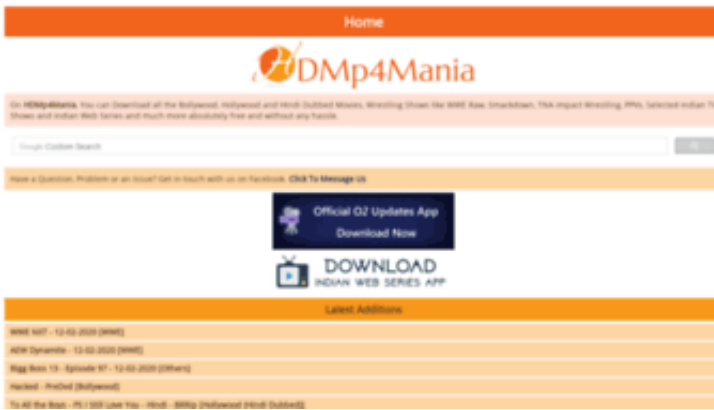 Home
HDMp4Mania
On HDMp4Mania, You can Download all the Bollywood, Hollywood and Hindi Dubbed Movies. Wrestling Shows like WWE Raw, Smackdown, TNA Impact Wrestling, PPVs, Selected Indian TV
Shows and Indian Web Series and much more absolutely free and without any hassle.
Google Custom Search
Have a Question, Problem or an Issue? Get in touch with us on Facebook. Click To Message Us
Official O2 Updates App
Download Now
DOWNLOAD
INDIAN WEB SERIES APP
Latest Additions
WWE NXT - 12-02-2020 [WWE]
AEW Dynamite - 12-02-2020 [WWE]
Bigg Boss 13 - Episode 97 - 12-02-2020 [Others]
Hacked - PreDvd [Bollywood]
To All the Boys - PS I Still Love You - Hindi - BRRip [Hollywood [Hindi Dubbed]]